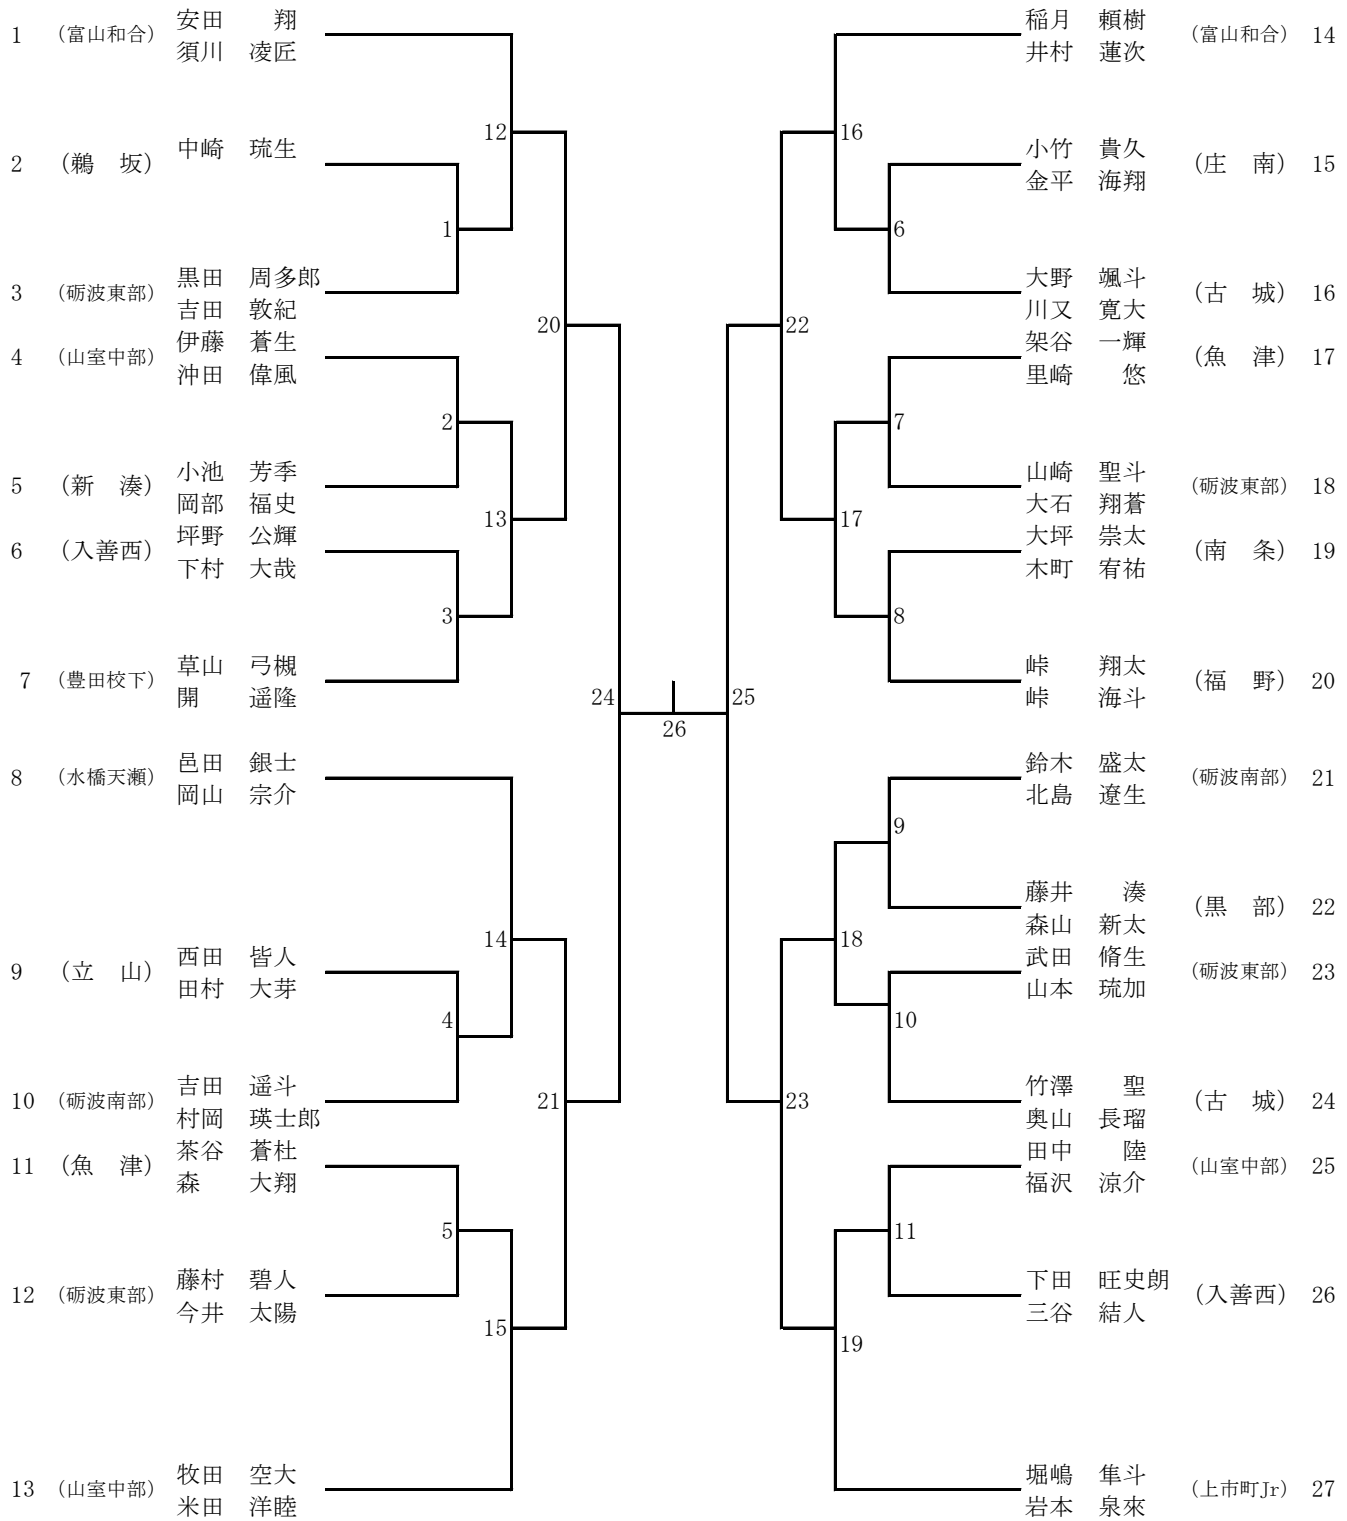 1 (富山和合) 安田 翔
須川 凌匠
12
2 (鵜 坂) 中崎 琉生
1
3 (砺波東部) 黒田 周多郎
吉田 敦紀
20
4 (山室中部) 伊藤 蒼生
沖田 偉風
2
5 (新 湊) 小池 芳季
岡部 福史
13
6 (入善西) 坪野 公輝
下村 大哉
3
7 (豊田校下) 草山 弓槻
開 遥隆
24
8 (水橋天瀬) 邑田 銀士
岡山 宗介
14
9 (立 山) 西田 皆人
田村 大芽
4
10 (砺波南部) 吉田 遥斗
村岡 瑛士郎
21
11 (魚 津) 茶谷 蒼杜
森 大翔
5
12 (砺波東部) 藤村 碧人
今井 太陽
15
13 (山室中部) 牧田 空大
米田 洋睦
26
稲月 頼樹 (富山和合) 14
井村 蓮次
16
小竹 貴久 (庄 南) 15
金平 海翔
6
大野 颯斗 (古 城) 16
川又 寛大
22
架谷 一輝 (魚 津) 17
里崎 悠
7
山崎 聖斗 (砺波東部) 18
大石 翔蒼
17
大坪 崇太 (南 条) 19
木町 有祐
8
峠 翔太 (福 野) 20
峠 海斗
25
鈴木 盛太 (砺波南部) 21
北島 遼生
9
藤井 湊 (黒 部) 22
森山 新太
18
武田 脩生 (砺波東部) 23
山本 琉加
10
竹澤 聖 (古 城) 24
奥山 長瑠
23
田中 陸 (山室中部) 25
福沢 涼介
11
下田 旺史朗 (入善西) 26
三谷 結人
19
堀嶋 隼斗 (上市町Jr) 27
岩本 泉來